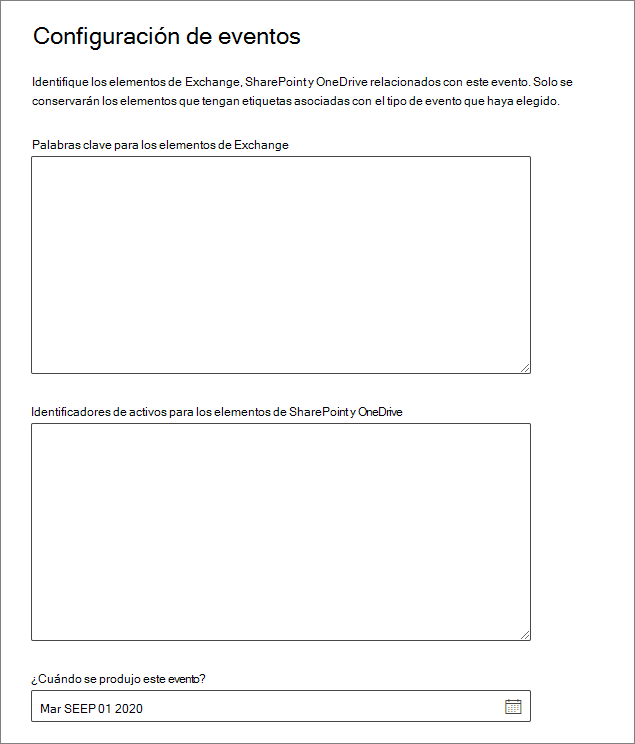 Configuración de eventos
Identifique los elementos de Exchange, SharePoint y OneDrive relacionados con este evento. Solo se
conservarán los elementos que tengan etiquetas asociadas con el tipo de evento que haya elegido.
Palabras clave para los elementos de Exchange
Identificadores de activos para los elementos de SharePoint y OneDrive
¿Cuándo se produjo este evento?
Mar SEEP 01 2020